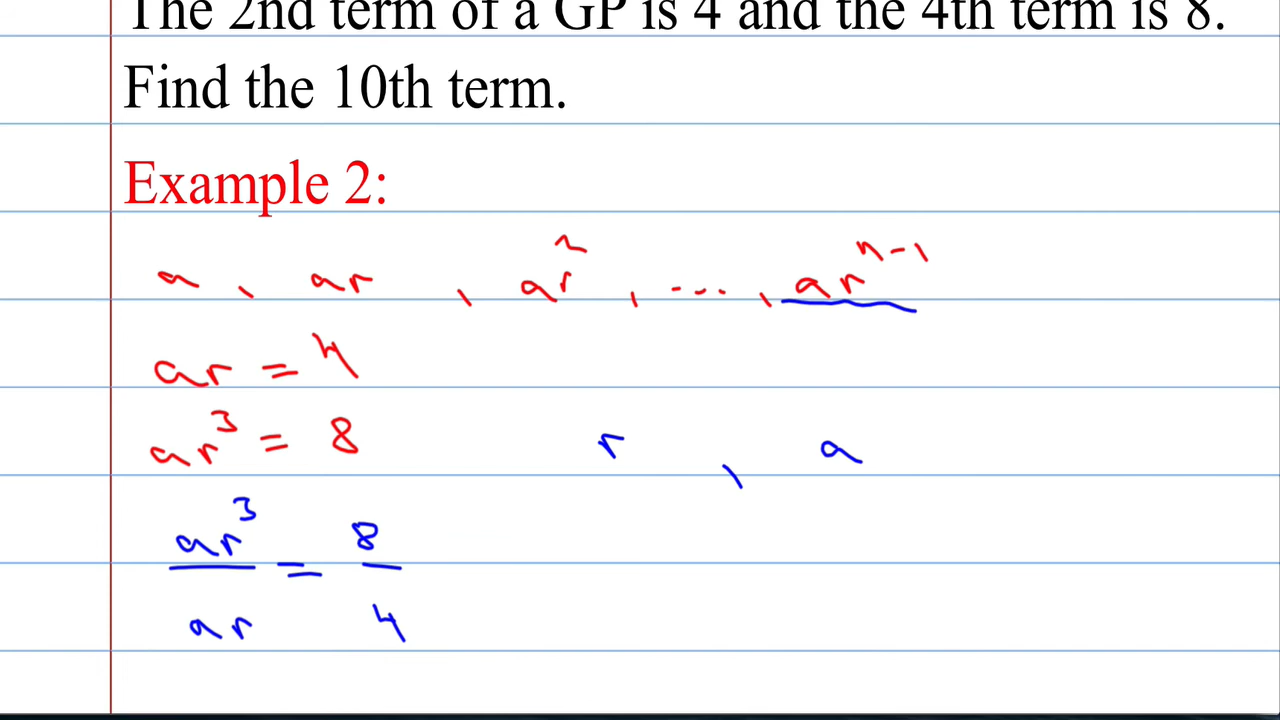 The 2nd term of a GP is 4 and the 4th term is 8.
Find the 10th term.
Example 2:
a , ar , ar² , ... , arⁿ⁻¹
ar = 4
ar³ = 8
r , a
ar³/ar = 8/4